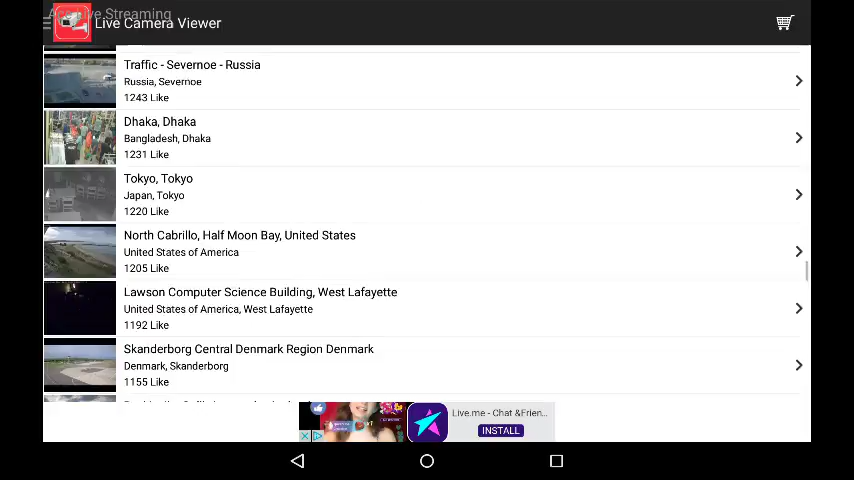 Acc Live Streaming
Live Camera Viewer
Traffic - Severnoe - Russia
Russia, Severnoe
1243 Like
Dhaka, Dhaka
Bangladesh, Dhaka
1231 Like
Tokyo, Tokyo
Japan, Tokyo
1220 Like
North Cabrillo, Half Moon Bay, United States
United States of America
1205 Like
Lawson Computer Science Building, West Lafayette
United States of America, West Lafayette
1192 Like
Skanderborg Central Denmark Region Denmark
Denmark, Skanderborg
1155 Like
Live.me - Chat &Frien...
INSTALL